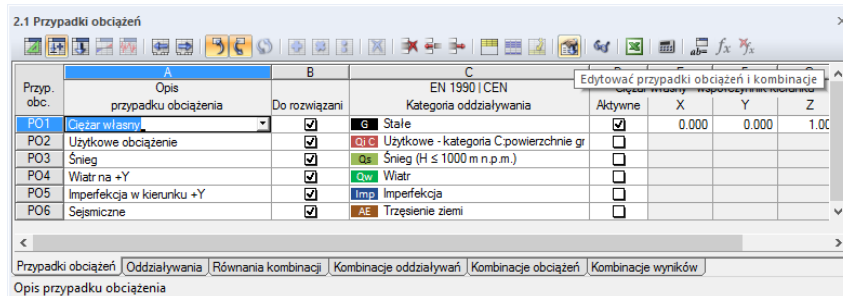 2.1 Przypadki obciążeń
Edytować przypadki obciążeń i kombinacje
A B C
Przyp. obc.
Opis przypadku obciążenia
Do rozwiązani
EN 1990 | CEN
Kategoria oddziaływania
Aktywne X Y Z
PO1 Ciężar własny G Stałe 0.000 0.000 1.00
PO2 Użytkowe obciążenie Qi C Użytkowe - kategoria C:powierzchnie gr
PO3 Śnieg Qs Śnieg (H ≤ 1000 m n.p.m.)
PO4 Wiatr na +Y Qw Wiatr
PO5 Imperfekcja w kierunku +Y Imp Imperfekcja
PO6 Sejsmiczne AE Trzęsienie ziemi
Przypadki obciążeń Oddziaływania Równania kombinacji Kombinacje oddziaływań Kombinacje obciążeń Kombinacje wyników
Opis przypadku obciążenia